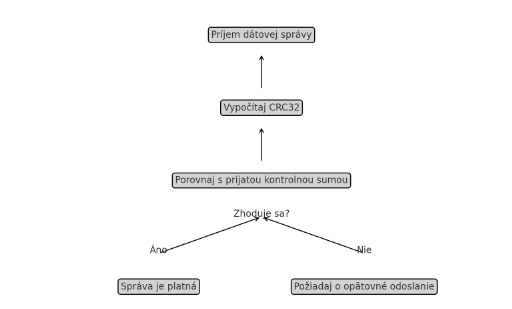 Príjem dátovej správy
Vypočítaj CRC32
Porovnaj s prijatou kontrolnou sumou
Zhoduje sa?
Áno
Nie
Správa je platná
Požiadaj o opätovné odoslanie